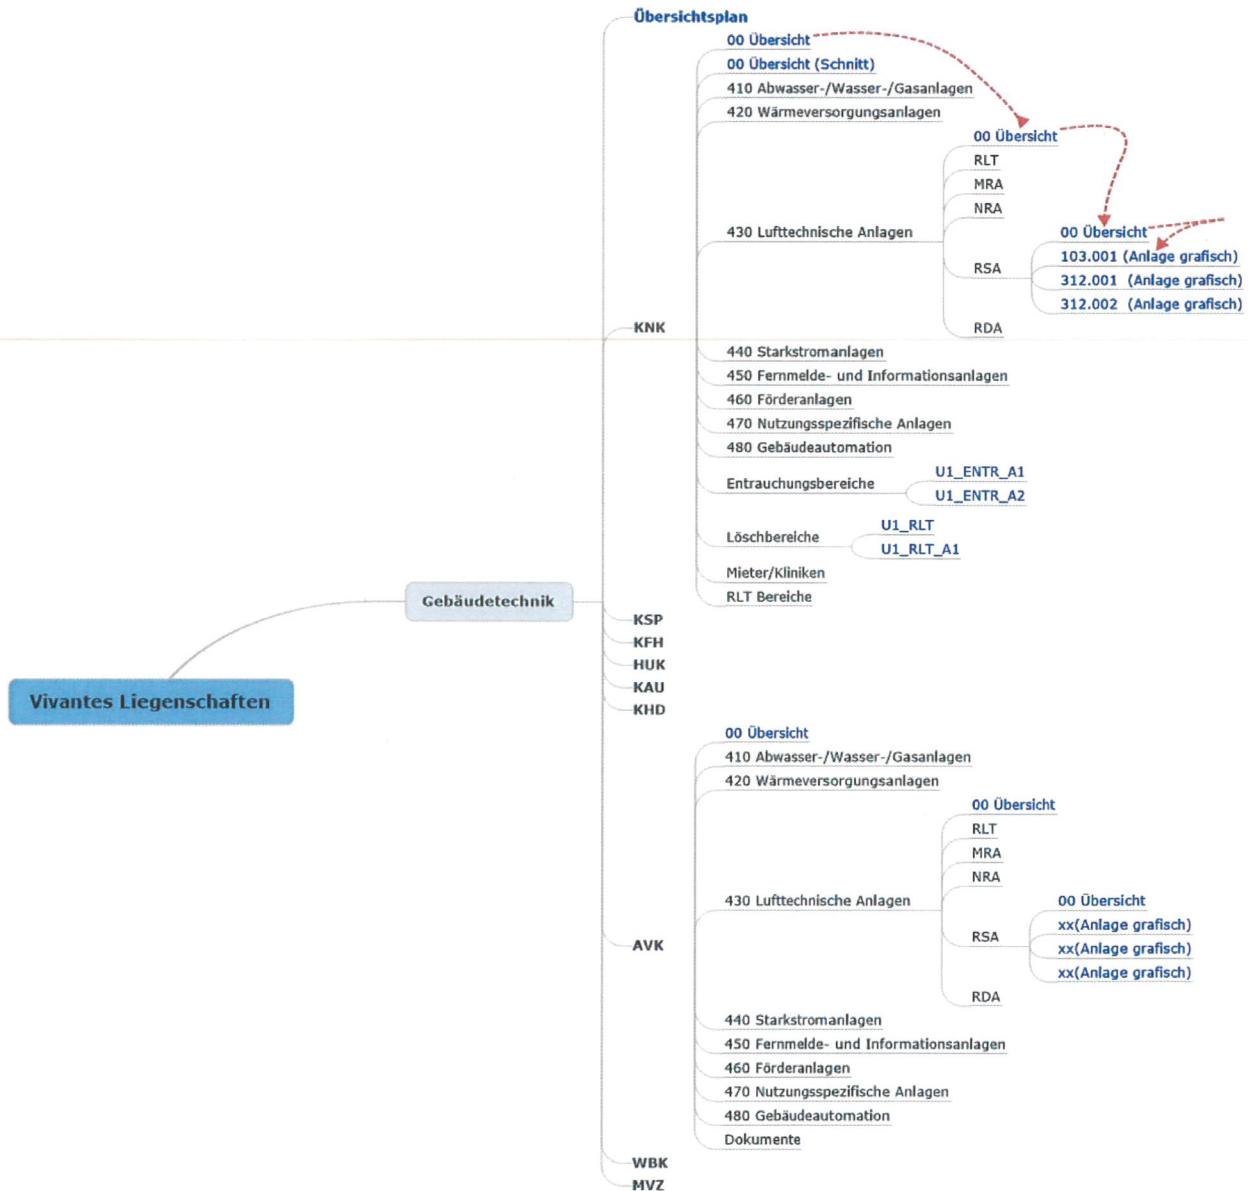 Übersichtsplan
00 Übersicht
00 Übersicht (Schnitt)
410 Abwasser-/Wasser-/Gasanlagen
420 Wärmeversorgungsanlagen
00 Übersicht
RLT
MRA
NRA
430 Lufttechnische Anlagen
00 Übersicht
103.001 (Anlage grafisch)
RSA
312.001 (Anlage grafisch)
312.002 (Anlage grafisch)
RDA
KNK
440 Starkstromanlagen
450 Fernmelde- und Informationsanlagen
460 Förderanlagen
470 Nutzungsspezifische Anlagen
480 Gebäudeautomation
Entrauchungsbereiche
U1_ENTR_A1
U1_ENTR_A2
Löschbereiche
U1_RLT
U1_RLT_A1
Mieter/Kliniken
RLT Bereiche
Gebäudetechnik
KSP
KFH
HUK
KAU
KHD
Vivantes Liegenschaften
00 Übersicht
410 Abwasser-/Wasser-/Gasanlagen
420 Wärmeversorgungsanlagen
00 Übersicht
RLT
MRA
NRA
430 Lufttechnische Anlagen
00 Übersicht
xx(Anlage grafisch)
RSA
xx(Anlage grafisch)
xx(Anlage grafisch)
RDA
AVK
440 Starkstromanlagen
450 Fernmelde- und Informationsanlagen
460 Förderanlagen
470 Nutzungsspezifische Anlagen
480 Gebäudeautomation
Dokumente
WBK
MVZ